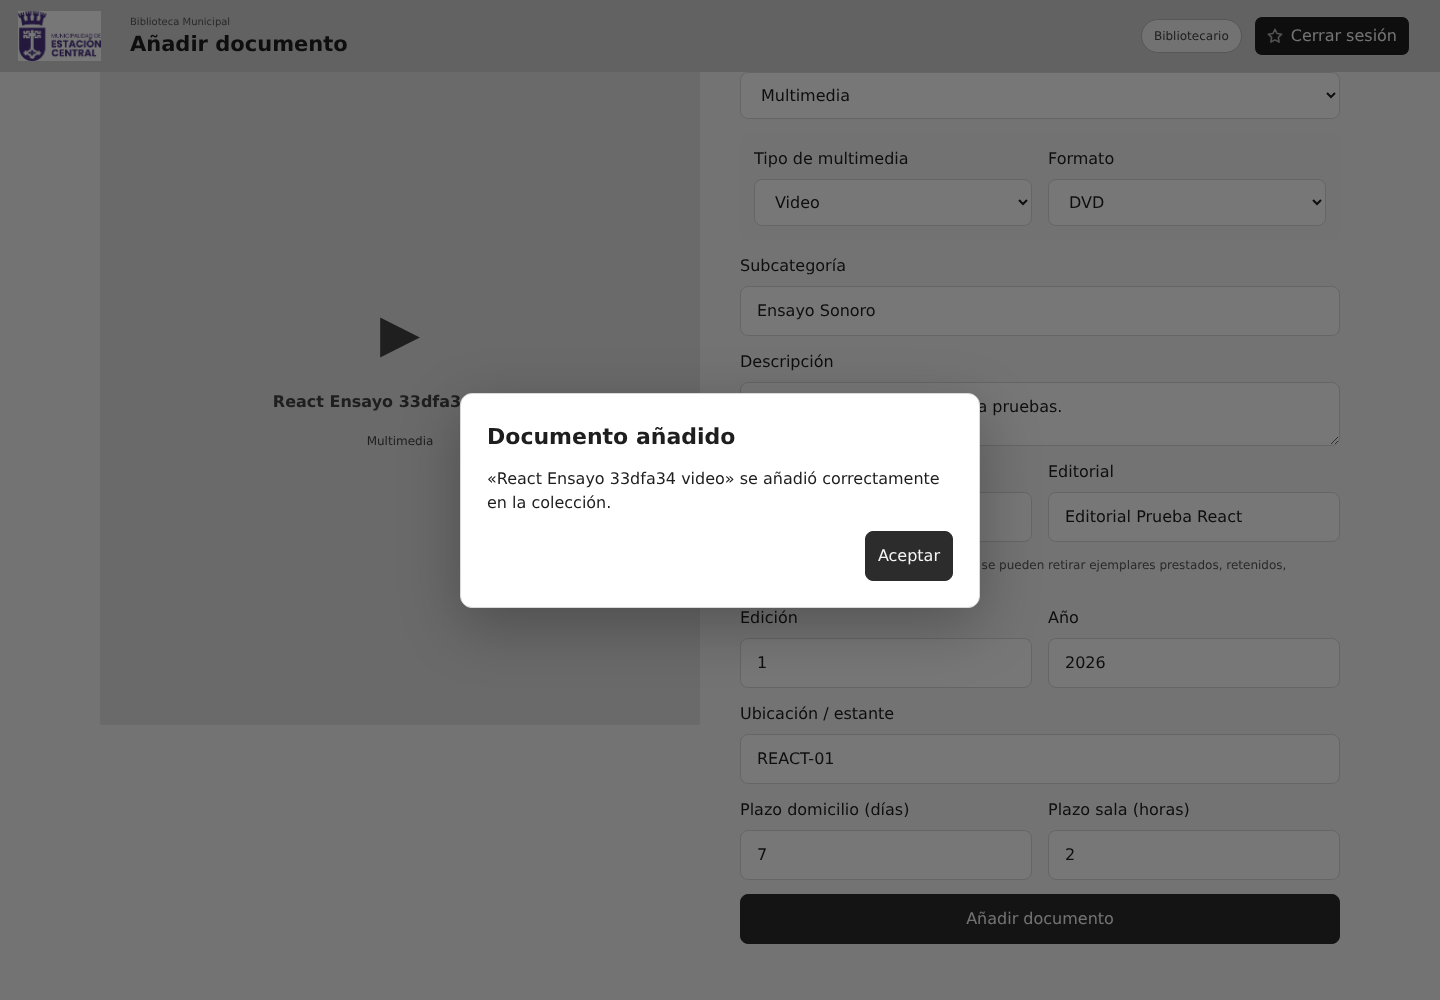 MUNICIPALIDAD DE
ESTACIÓN
CENTRAL
Biblioteca Municipal
Añadir documento
Bibliotecario
Cerrar sesión
Multimedia
Tipo de multimedia
Formato
Video
DVD
Subcategoría
Ensayo Sonoro
Descripción
pruebas.
React Ensayo 33dfa3
Multimedia
Documento añadido
«React Ensayo 33dfa34 video» se añadió correctamente
en la colección.
Aceptar
Editorial
Editorial Prueba React
se pueden retirar ejemplares prestados, retenidos,
Edición
Año
1
2026
Ubicación / estante
REACT-01
Plazo domicilio (días)
Plazo sala (horas)
7
2
Añadir documento